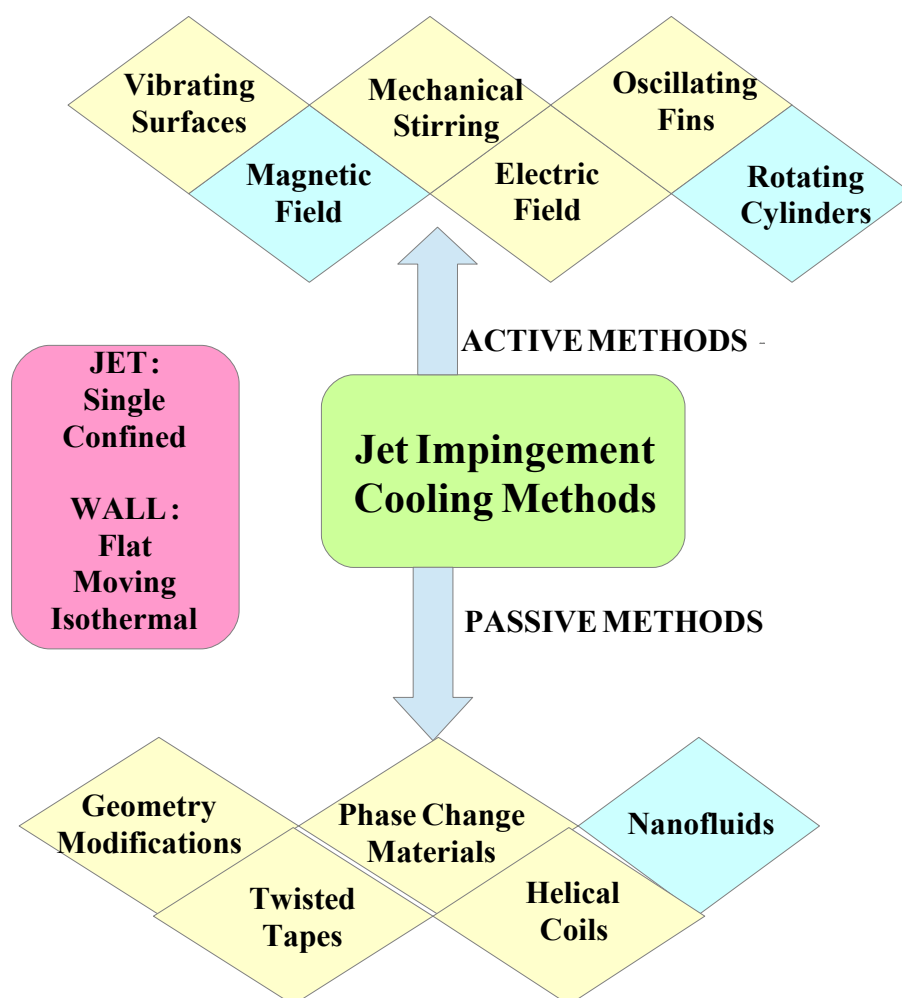 Vibrating
Surfaces
Mechanical
Stirring
Oscillating
Fins
Magnetic
Field
Electric
Field
Rotating
Cylinders
ACTIVE METHODS -
JET :
Single
Confined
WALL :
Flat
Moving
Isothermal
Jet Impingement
Cooling Methods
PASSIVE METHODS
Geometry
Modifications
Phase Change
Materials
Nanofluids
Twisted
Tapes
Helical
Coils